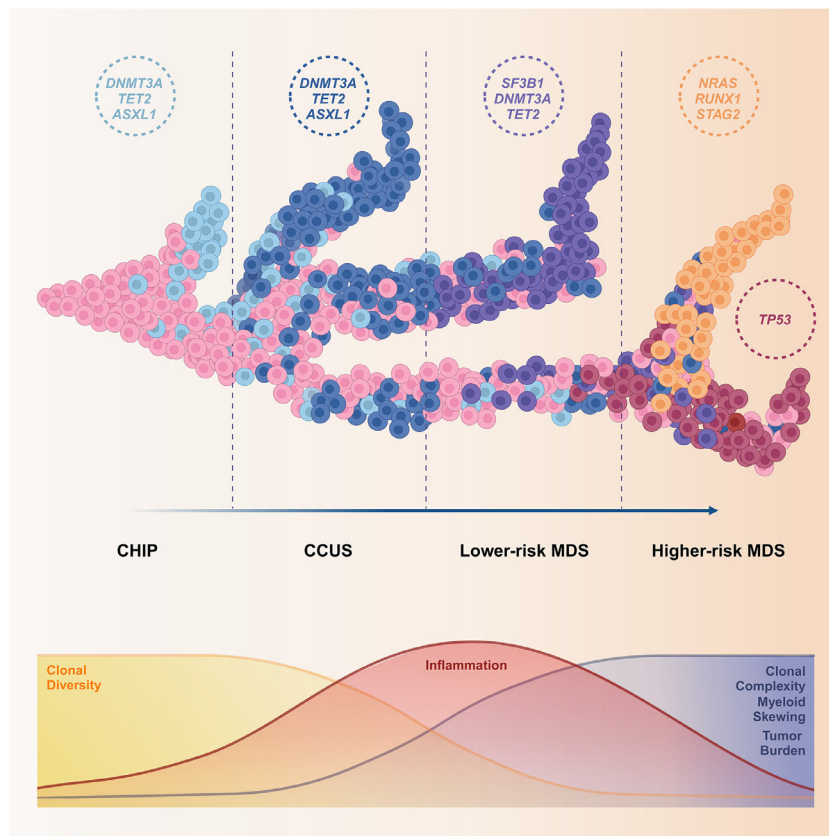 DNMT3A
TET2
ASXL1
DNMT3A
TET2
ASXL1
SF3B1
DNMT3A
TET2
NRAS
RUNX1
STAG2
TP53
CHIP
CCUS
Lower-risk MDS
Higher-risk MDS
Clonal
Diversity
Inflammation
Clonal
Complexity
Myeloid
Skewing
Tumor
Burden